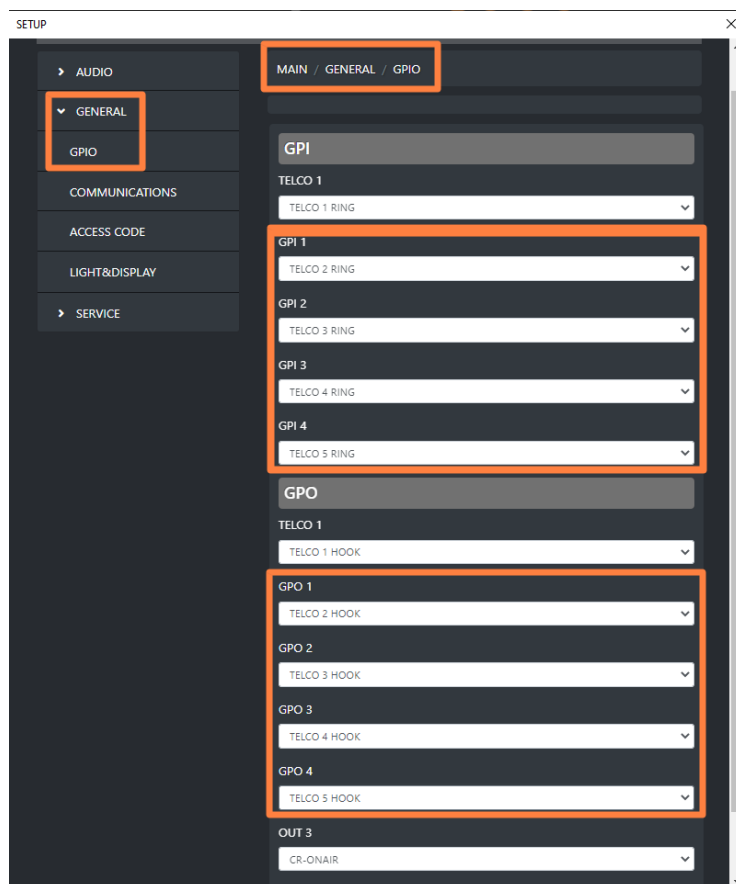 SETUP
AUDIO
GENERAL
GPIO
COMMUNICATIONS
ACCESS CODE
LIGHT&DISPLAY
SERVICE
MAIN / GENERAL / GPIO
GPI
TELCO 1
TELCO 1 RING
GPI 1
TELCO 2 RING
GPI 2
TELCO 3 RING
GPI 3
TELCO 4 RING
GPI 4
TELCO 5 RING
GPO
TELCO 1
TELCO 1 HOOK
GPO 1
TELCO 2 HOOK
GPO 2
TELCO 3 HOOK
GPO 3
TELCO 4 HOOK
GPO 4
TELCO 5 HOOK
OUT 3
CR-ONAIR